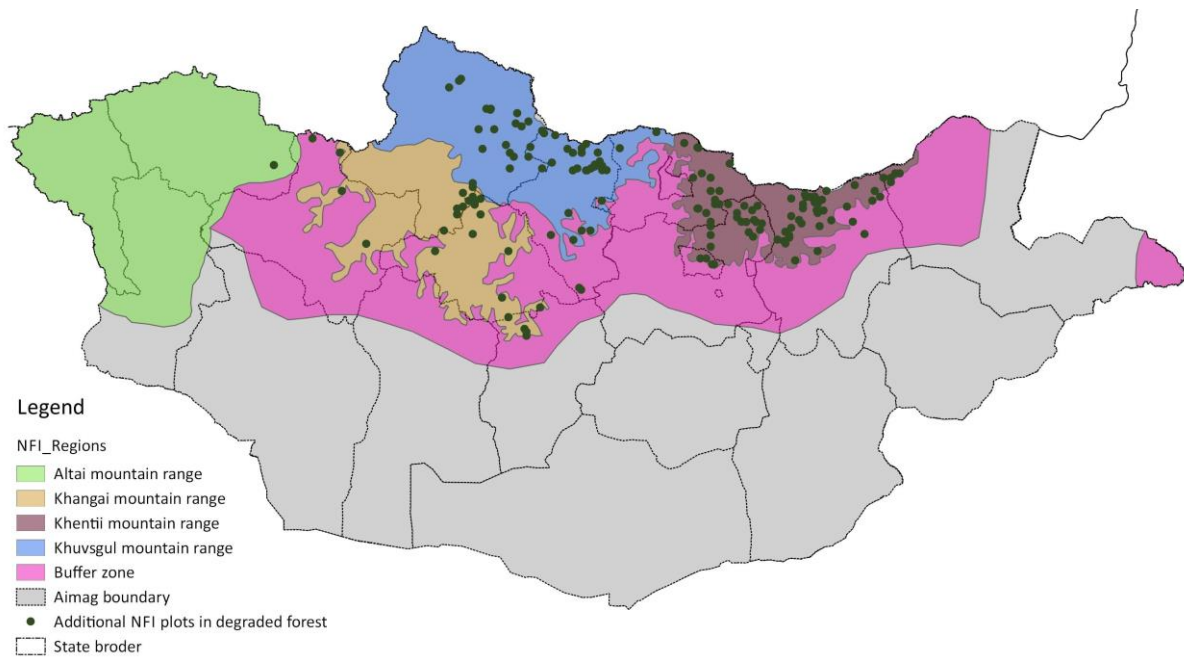 Legend
NFI_Regions
Altai mountain range
Khangai mountain range
Khentii mountain range
Khuvsgul mountain range
Buffer zone
Aimag boundary
Additional NFI plots in degraded forest
State broder